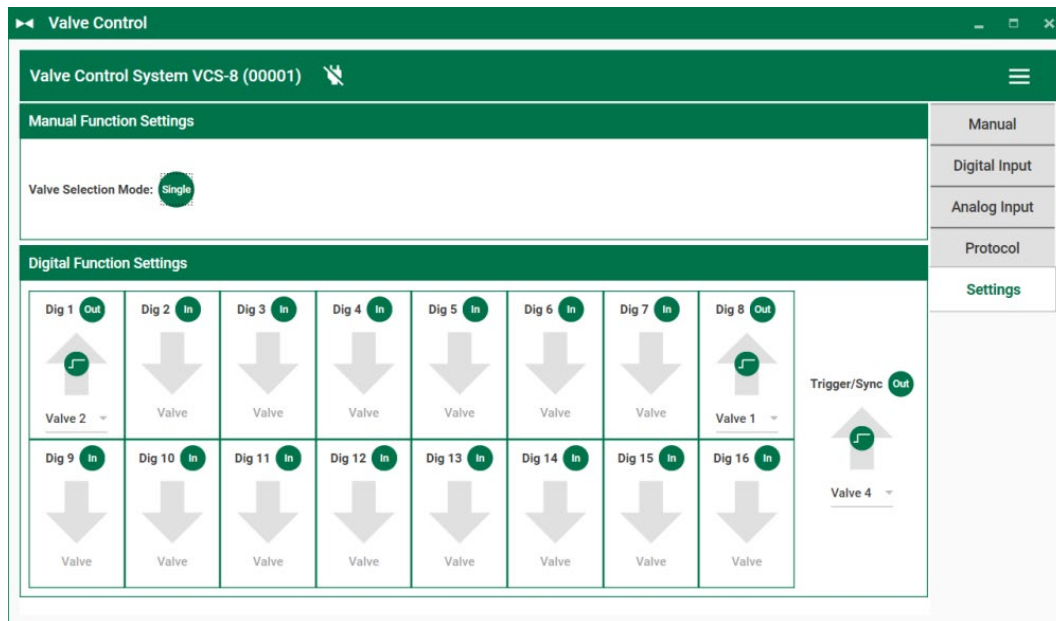 Valve Control
Valve Control System VCS-8 (00001)
Manual Function Settings
Valve Selection Mode: Single
Digital Function Settings
Dig 1 Out Dig 2 In Dig 3 In Dig 4 In Dig 5 In Dig 6 In Dig 7 In Dig 8 Out
Valve 2 Valve Valve Valve Valve Valve Valve Valve 1
Dig 9 In Dig 10 In Dig 11 In Dig 12 In Dig 13 In Dig 14 In Dig 15 In Dig 16 In
Valve Valve Valve Valve Valve Valve Valve Valve
Trigger/Sync Out
Valve 4
Manual
Digital Input
Analog Input
Protocol
Settings